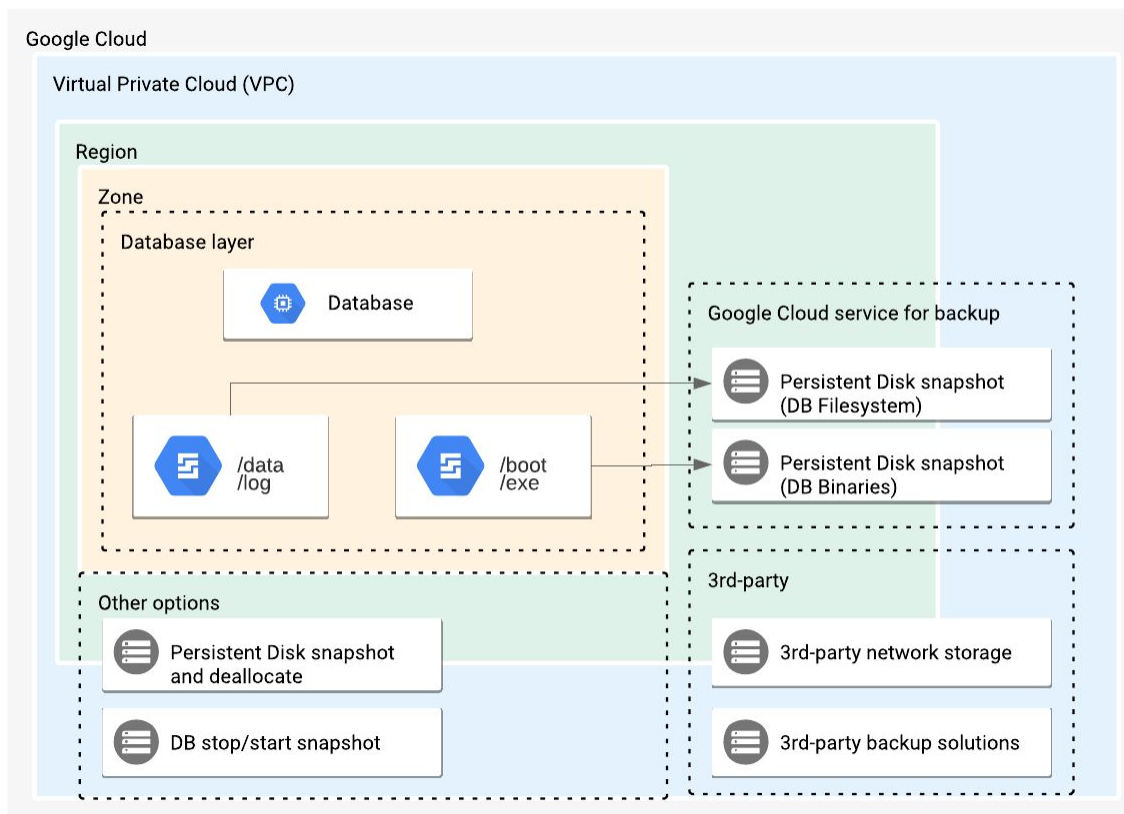 Google Cloud
Virtual Private Cloud (VPC)
Region
Zone
Database layer
Database
/data
/log
/boot
/exe
Google Cloud service for backup
Persistent Disk snapshot
(DB Filesystem)
Persistent Disk snapshot
(DB Binaries)
Other options
Persistent Disk snapshot
and deallocate
DB stop/start snapshot
3rd-party
3rd-party network storage
3rd-party backup solutions